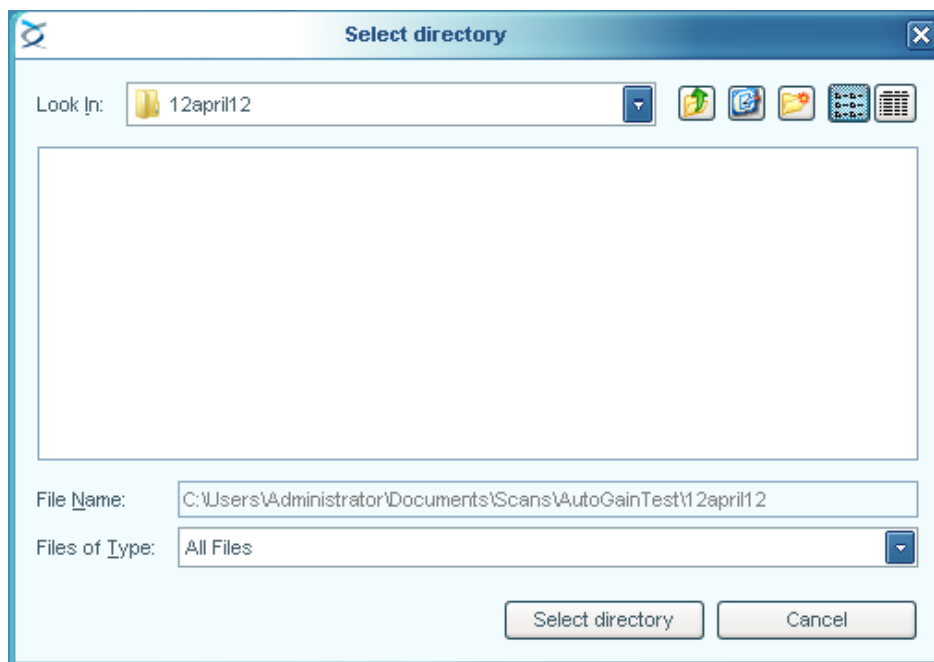 Select directory
Look In: 12april12
File Name: C:\Users\Administrator\Documents\Scans\AutoGainTest\12april12
Files of Type: All Files
Select directory Cancel